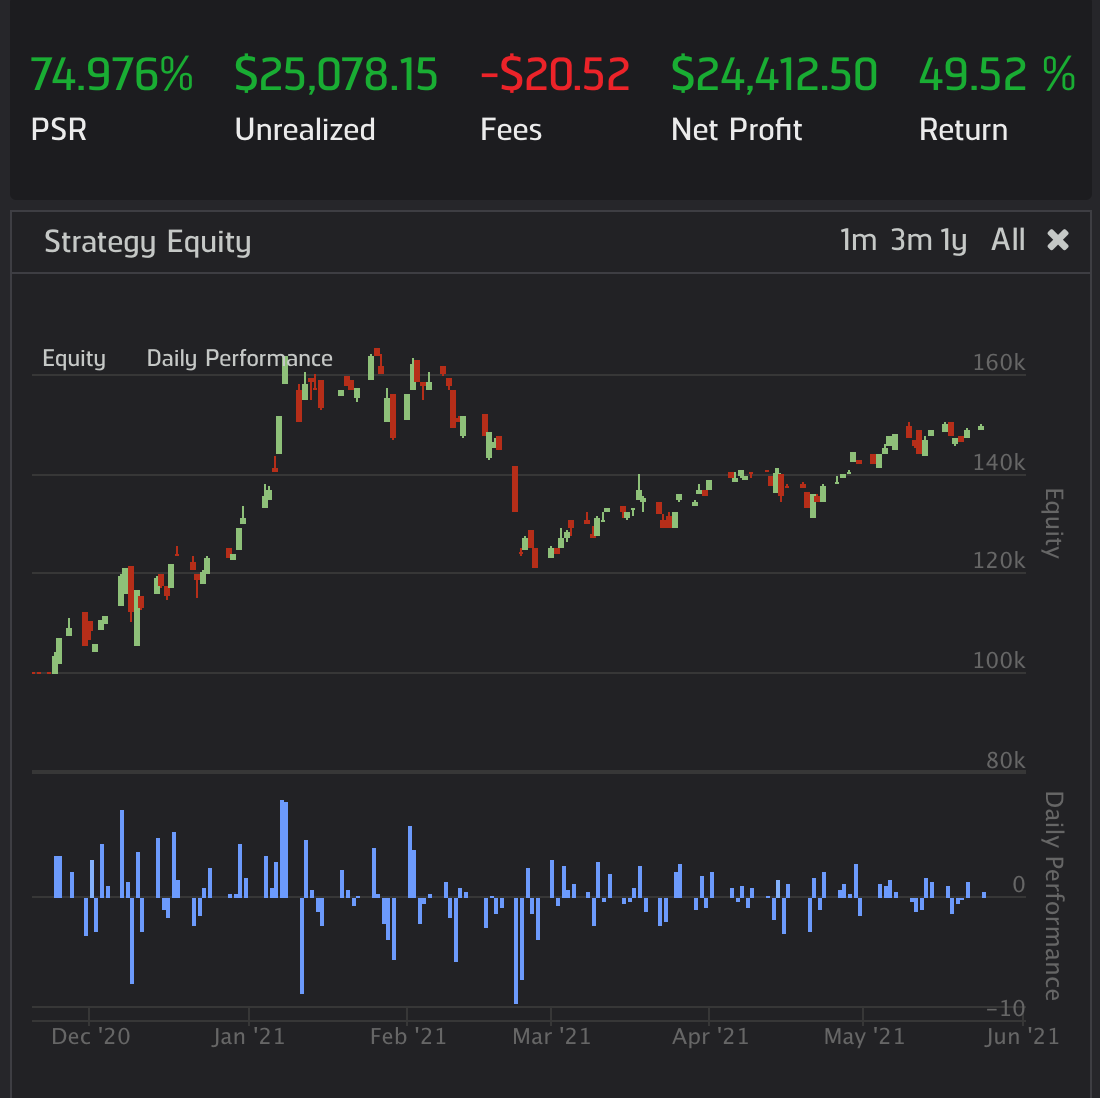 74.976% $25,078.15 -$20.52 $24,412.50 49.52 %
PSR Unrealized Fees Net Profit Return
Strategy Equity 1m 3m 1y All ✖
Equity Daily Performance
160k
140k
Equity
120k
100k
80k
Daily Performance
0
-10
Dec '20 Jan '21 Feb '21 Mar '21 Apr '21 May '21 Jun '21